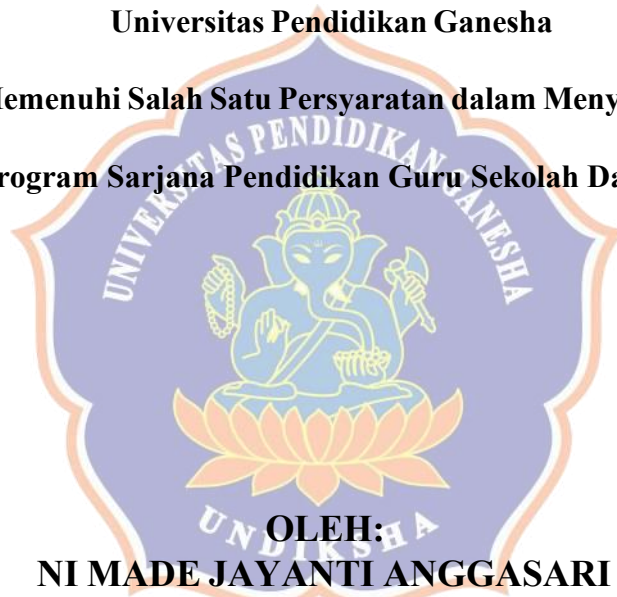 Universitas Pendidikan Ganesha
Memenuhi Salah Satu Persyaratan dalam Meny
UNIVERSITAS PENDIDIKAN GANESHA
rogram Sarjana Pendidikan Guru Sekolah Da
UNDIKSHA
OLEH:
NI MADE JAYANTI ANGGASARI